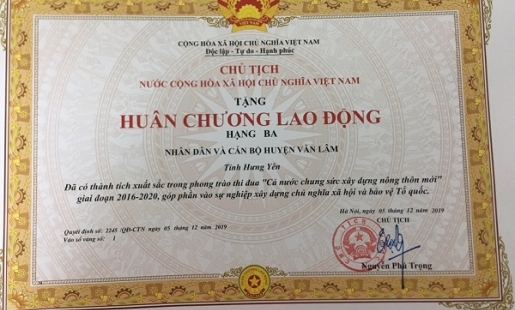 CỘNG HÒA XÃ HỘI CHỦ NGHĨA VIỆT NAM
Độc lập - Tự do - Hạnh phúc
CHỦ TỊCH
NƯỚC CỘNG HÒA XÃ HỘI CHỦ NGHĨA VIỆT NAM
TẶNG
HUÂN CHƯƠNG LAO ĐỘNG
HẠNG BA
NHÂN DÂN VÀ CÁN BỘ HUYỆN VĂN LÂM
Tỉnh Hưng Yên
Đã có thành tích xuất sắc trong phong trào thi đua "Cả nước chung sức xây dựng nông thôn mới"
giai đoạn 2016-2020, góp phần vào sự nghiệp xây dựng chủ nghĩa xã hội và bảo vệ Tổ quốc.
Hà Nội, ngày 05 tháng 12 năm 2019
Quyết định số: 2245 /QĐ-CTN ngày 05 tháng 12 năm 2019
Vào sổ vàng số: 1
CHỦ TỊCH
Nguyễn Phú Trọng